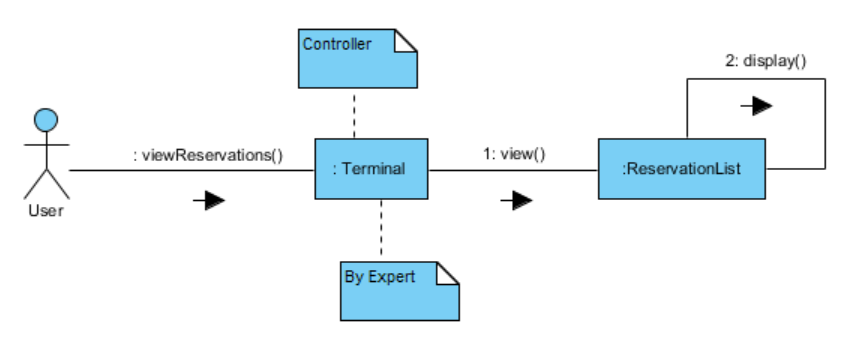 Controller
2: display()
: viewReservations()
: Terminal
1: view()
:ReservationList
User
By Expert